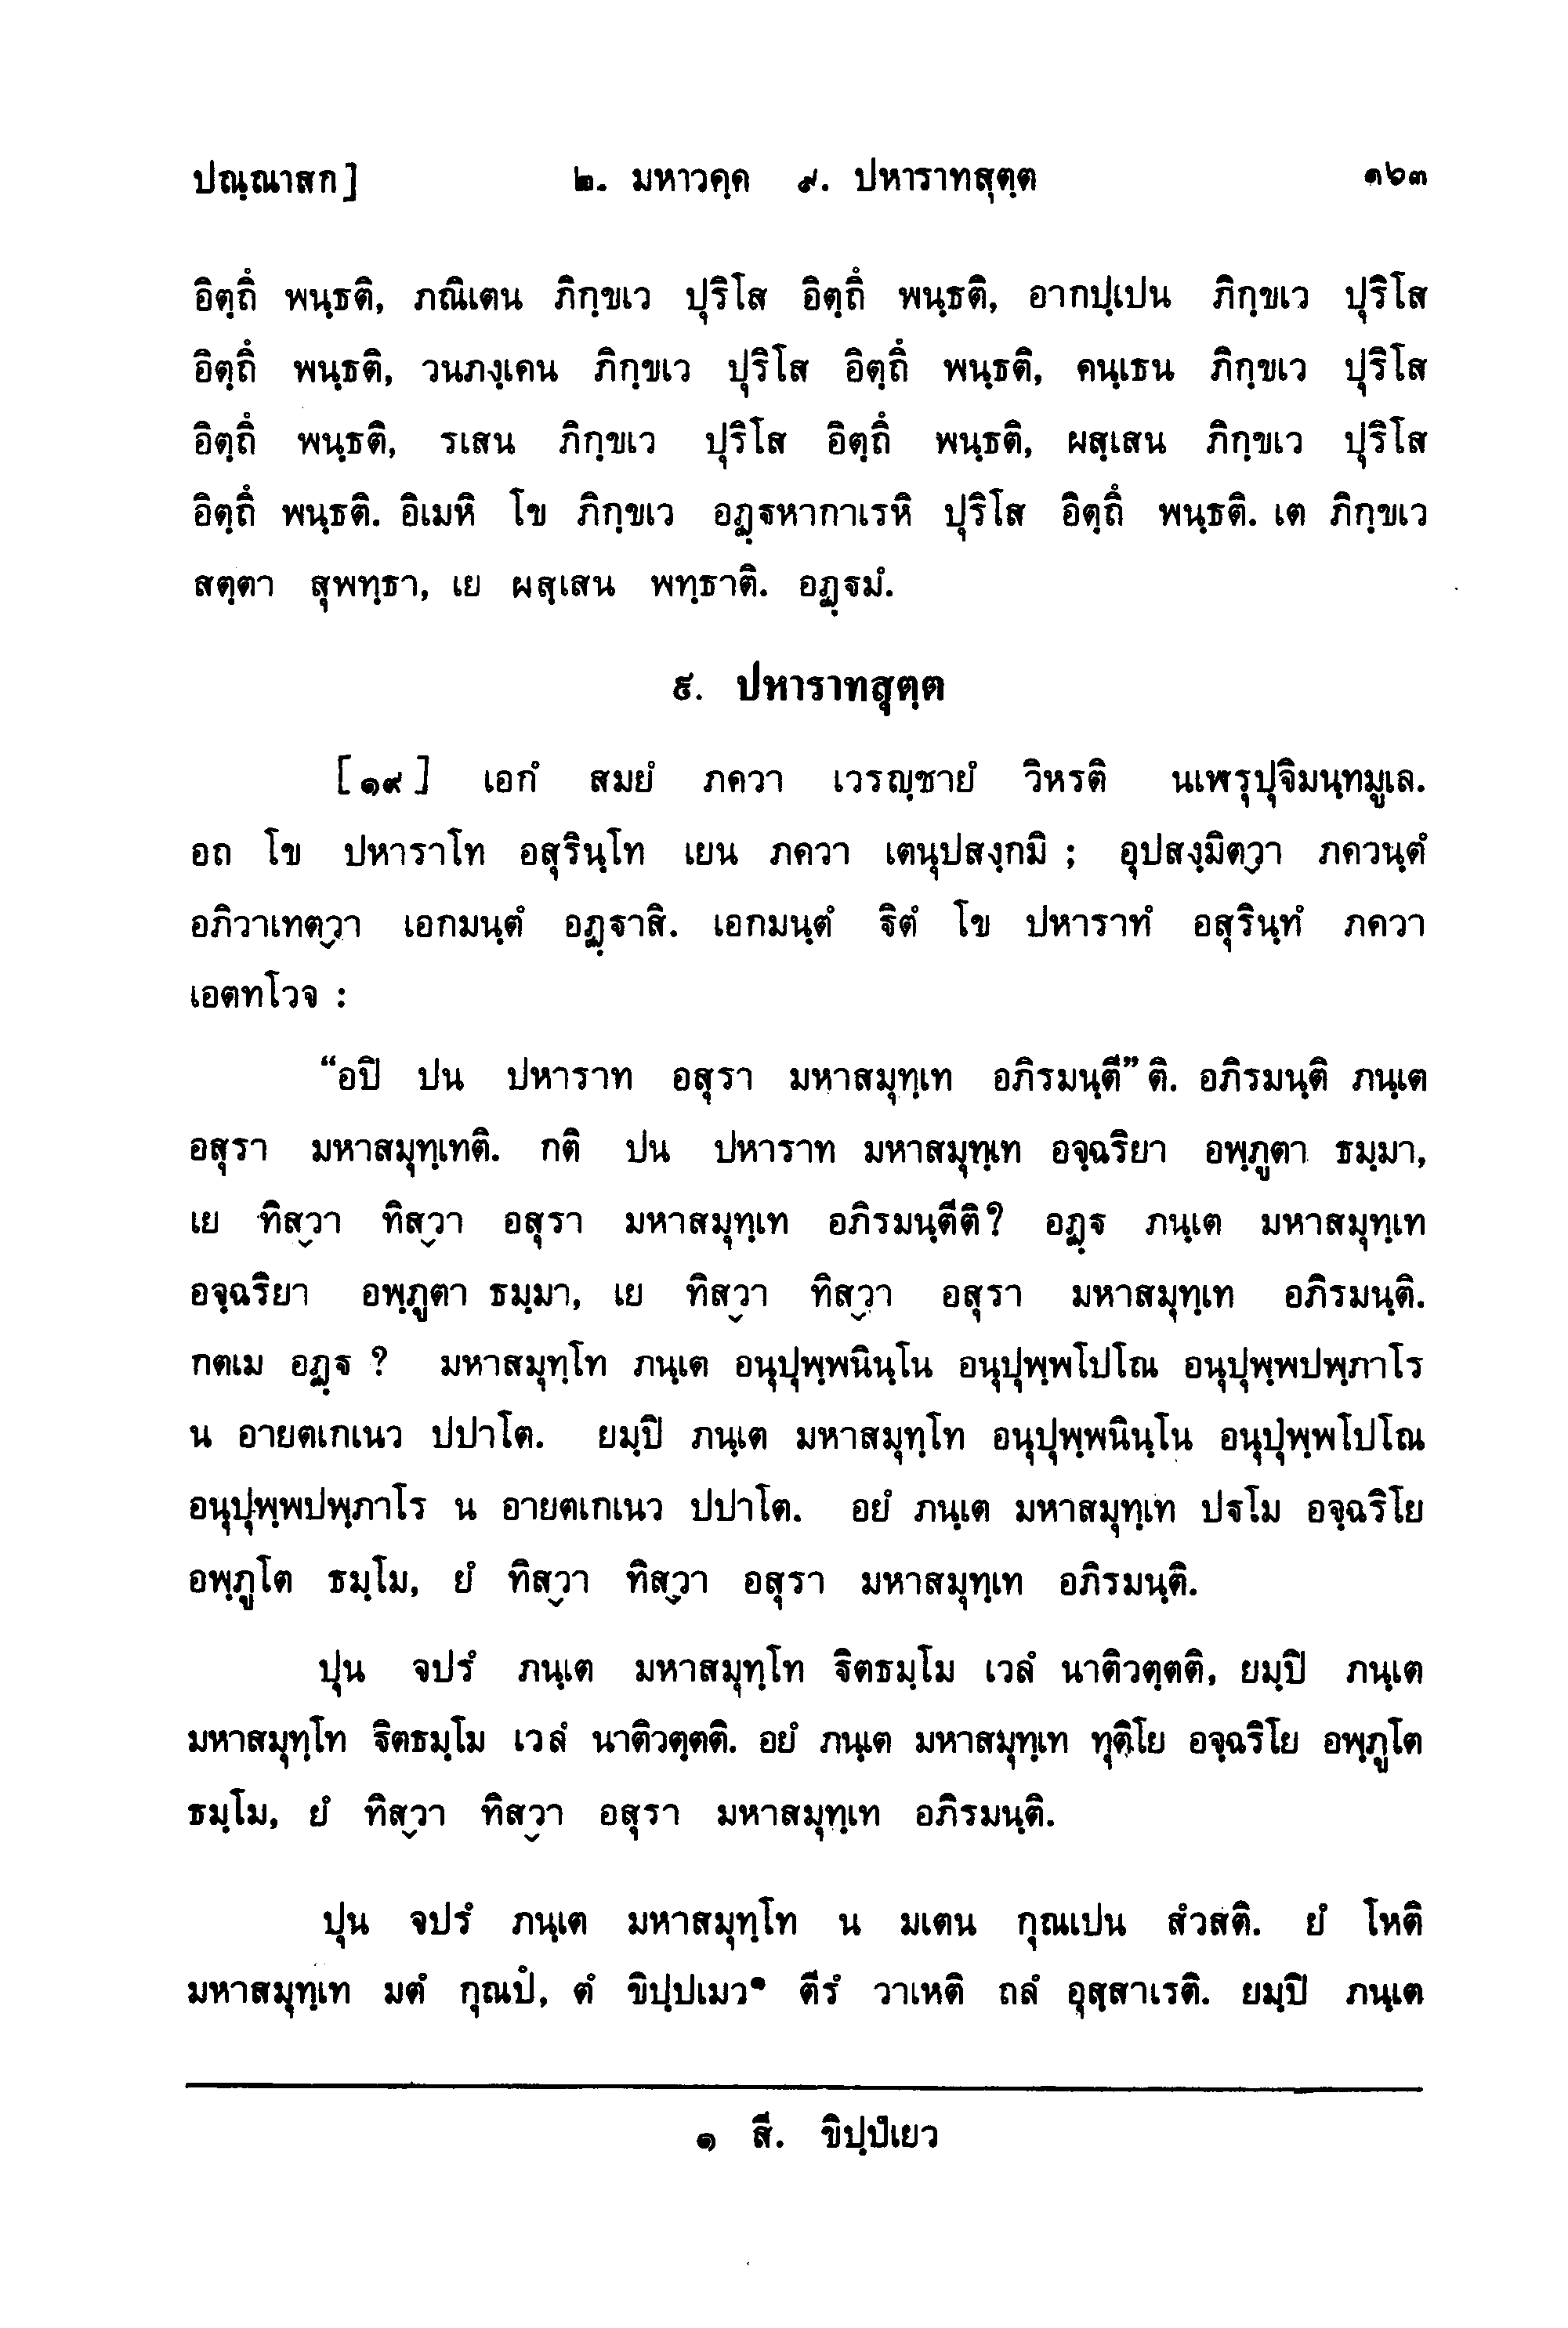 ปณฺณาสก] ๒. มหาวคฺค ๙. ปหาราทสุตฺต ๑๖๓
อิตฺถึ พนฺธติ, ภณิเตน ภิกฺขเว ปุริโส อิตฺถึ พนฺธติ, อากปฺเปน ภิกฺขเว ปุริโส
อิตฺถึ พนฺธติ, วนภงฺเคน ภิกฺขเว ปุริโส อิตฺถึ พนฺธติ, คนฺเธน ภิกฺขเว ปุริโส
อิตฺถึ พนฺธติ, รเสน ภิกฺขเว ปุริโส อิตฺถึ พนฺธติ, ผสฺเสน ภิกฺขเว ปุริโส
อิตฺถึ พนฺธติ. อิเมหิ โข ภิกฺขเว อฏฺฐหากาเรหิ ปุริโส อิตฺถึ พนฺธติ. เต ภิกฺขเว
สตฺตา สุพทฺธา, เย ผสฺเสน พทฺธาติ. อฏฺฐมํ.
๙. ปหาราทสุตฺต
[๑๙] เอกํ สมยํ ภควา เวรญฺชายํ วิหรติ นเฬรุปุจิมนฺทมูเล.
อถ โข ปหาราโท อสุรินฺโท เยน ภควา เตนุปสงฺกมิ ; อุปสงฺมิตฺวา ภควนฺตํ
อภิวาเทตฺวา เอกมนฺตํ อฏฺฐาสิ. เอกมนฺตํ ฐิตํ โข ปหาราทํ อสุรินฺทํ ภควา
เอตทโวจ :
“อปิ ปน ปหาราท อสุรา มหาสมุทฺเท อภิรมนฺตี” ติ. อภิรมนฺติ ภนฺเต
อสุรา มหาสมุทฺเทติ. กติ ปน ปหาราท มหาสมุทฺเท อจฺฉริยา อพฺภูตา ธมฺมา,
เย ทิสฺวา ทิสฺวา อสุรา มหาสมุทฺเท อภิรมนฺตีติ? อฏฺฐ ภนฺเต มหาสมุทฺเท
อจฺฉริยา อพฺภูตา ธมฺมา, เย ทิสฺวา ทิสฺวา อสุรา มหาสมุทฺเท อภิรมนฺติ.
กตเม อฏฺฐ ? มหาสมุทฺโท ภนฺเต อนุปุพฺพนินฺโน อนุปุพฺพโปโณ อนุปุพฺพปพฺภาโร
น อายตเกเนว ปปาโต. ยมฺปิ ภนฺเต มหาสมุทฺโท อนุปุพฺพนินฺโน อนุปุพฺพโปโณ
อนุปุพฺพปพฺภาโร น อายตเกเนว ปปาโต. อยํ ภนฺเต มหาสมุทฺเท ปฐโม อจฺฉริโย
อพฺภูโต ธมฺโม, ยํ ทิสฺวา ทิสฺวา อสุรา มหาสมุทฺเท อภิรมนฺติ.
ปุน จปรํ ภนฺเต มหาสมุทฺโท ฐิตธมฺโม เวลํ นาติวตฺตติ, ยมฺปิ ภนฺเต
มหาสมุทฺโท ฐิตธมฺโม เวลํ นาติวตฺตติ. อยํ ภนฺเต มหาสมุทฺเท ทุติโย อจฺฉริโย อพฺภูโต
ธมฺโม, ยํ ทิสฺวา ทิสฺวา อสุรา มหาสมุทฺเท อภิรมนฺติ.
ปุน จปรํ ภนฺเต มหาสมุทฺโท น มเตน กุณเปน สํวสติ. ยํ โหติ
มหาสมุทฺเท มตํ กุณปํ, ตํ ขิปฺปเมว๑ ตีรํ วาเหติ ถลํ อุสฺสาเรติ. ยมฺปิ ภนฺเต
๑ สี. ขิปฺปํเยว